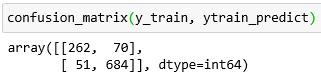 confusion_matrix(y_train, ytrain_predict)
array([[262,  70],
       [ 51, 684]], dtype=int64)